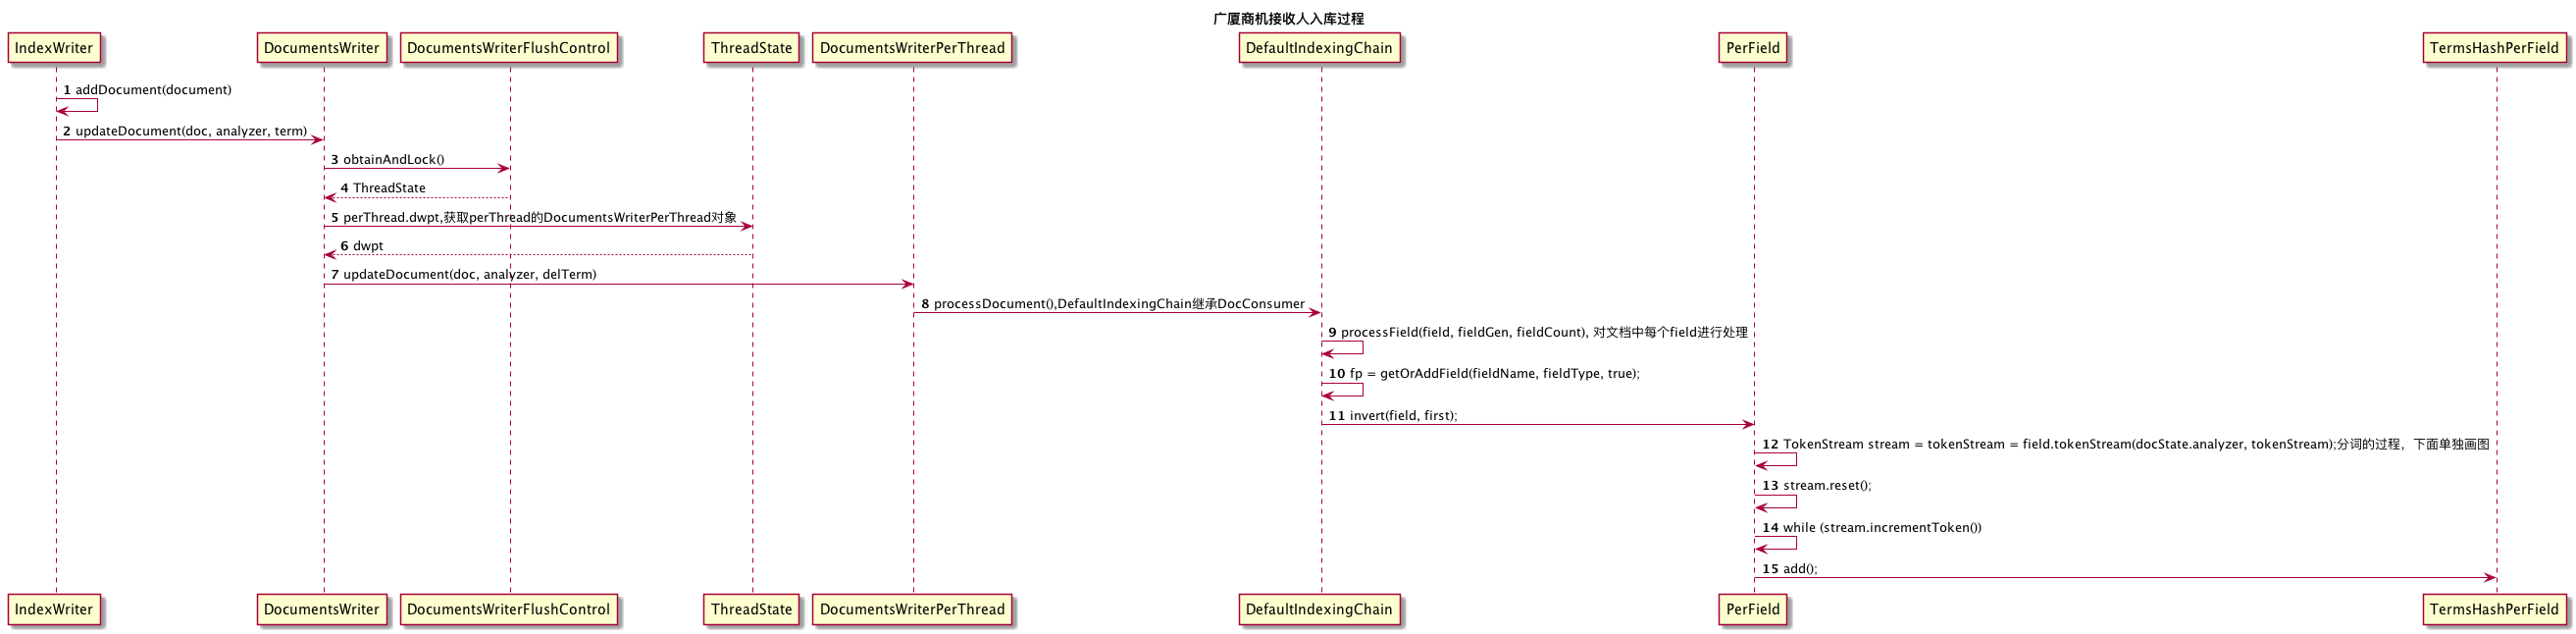 广厦商机接收人入库过程
IndexWriter
DocumentsWriter
DocumentsWriterFlushControl
ThreadState
DocumentsWriterPerThread
DefaultIndexingChain
PerField
TermsHashPerField
1 addDocument(document)
2 updateDocument(doc, analyzer, term)
3 obtainAndLock()
4 ThreadState
5 perThread.dwpt,获取perThread的DocumentsWriterPerThread对象
6 dwpt
7 updateDocument(doc, analyzer, delTerm)
8 processDocument(),DefaultIndexingChain继承DocConsumer
9 processField(field, fieldGen, fieldCount), 对文档中每个field进行处理
10 fp = getOrAddField(fieldName, fieldType, true);
11 invert(field, first);
12 TokenStream stream = tokenStream = field.tokenStream(docState.analyzer, tokenStream);分词的过程，下面单独画图
13 stream.reset();
14 while (stream.incrementToken())
15 add();
IndexWriter
DocumentsWriter
DocumentsWriterFlushControl
ThreadState
DocumentsWriterPerThread
DefaultIndexingChain
PerField
TermsHashPerField